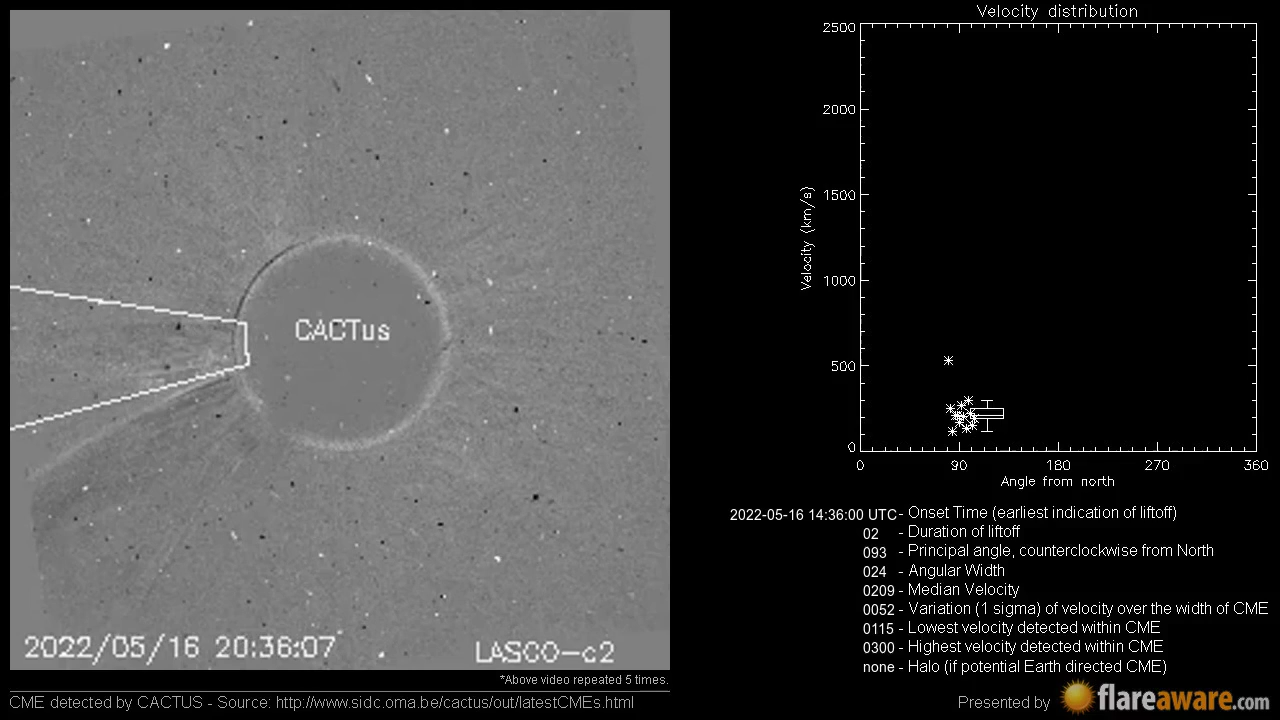 CACTus
2022/05/16 20:36:07
LASCO-c2
*Above video repeated 5 times.
CME detected by CACTUS - Source: http://www.sidc.oma.be/cactus/out/latestCMEs.html
Velocity distribution
2500
2000
1500
1000
500
0
Velocity (km/s)
0 90 180 270 360
Angle from north
2022-05-16 14:36:00 UTC - Onset Time (earliest indication of liftoff)
02 - Duration of liftoff
093 - Principal angle, counterclockwise from North
024 - Angular Width
0209 - Median Velocity
0052 - Variation (1 sigma) of velocity over the width of CME
0115 - Lowest velocity detected within CME
0300 - Highest velocity detected within CME
none - Halo (if potential Earth directed CME)
Presented by flareaware.com